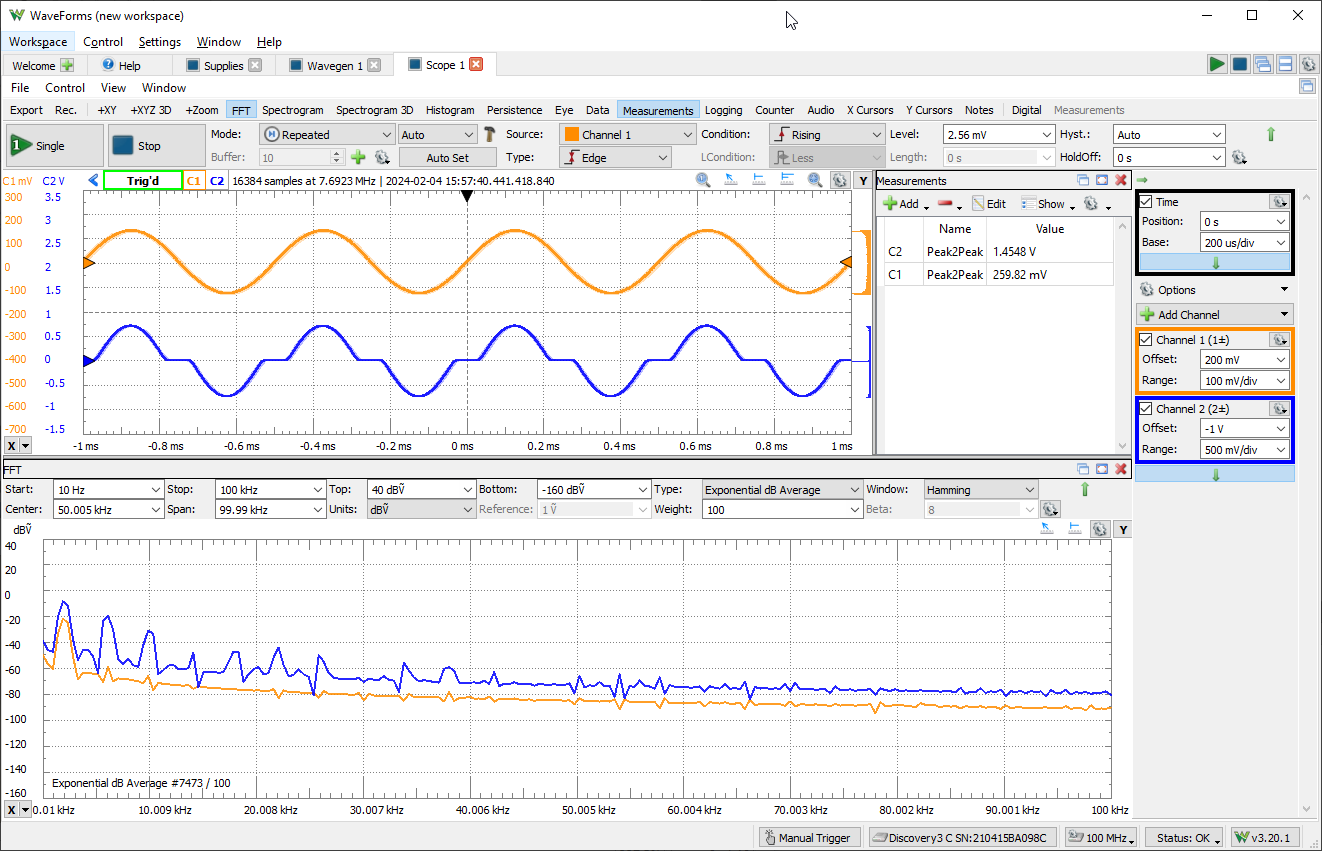 WaveForms (new workspace)
Workspace Control Settings Window Help
Welcome Help Supplies Wavegen 1 Scope 1
File Control View Window
Export Rec. +XY +XYZ 3D +Zoom FFT Spectrogram Spectrogram 3D Histogram Persistence Eye Data Measurements Logging Counter Audio X Cursors Y Cursors Notes Digital Measurements
Single Stop Mode: Repeated Auto Source: Channel 1 Condition: Rising Level: 2.56 mV Hyst.: Auto
Buffer: 10 Auto Set Type: Edge LCondition: Less Length: 0 s HoldOff: 0 s
C1 mV C2 V Trig'd C1 C2 16384 samples at 7.6923 MHz | 2024-02-04 15:57:40.441.418.840 Y
300 3.5
200 3
100 2.5
0 2
-100 1.5
-200 1
-300 0.5
-400 0
-500 -0.5
-600 -1
-700 -1.5
X -1 ms -0.8 ms -0.6 ms -0.4 ms -0.2 ms 0 ms 0.2 ms 0.4 ms 0.6 ms 0.8 ms 1 ms
Measurements
Add Edit Show
Name Value
C2 Peak2Peak 1.4548 V
C1 Peak2Peak 259.82 mV
Time
Position: 0 s
Base: 200 us/div
Options
Add Channel
Channel 1 (1±)
Offset: 200 mV
Range: 100 mV/div
Channel 2 (2±)
Offset: -1 V
Range: 500 mV/div
FFT
Start: 10 Hz Stop: 100 kHz Top: 40 dBṼ Bottom: -160 dBṼ Type: Exponential dB Average Window: Hamming
Center: 50.005 kHz Span: 99.99 kHz Units: dBṼ Reference: 1 Ṽ Weight: 100 Beta: 8
dBṼ Y
40
20
0
-20
-40
-60
-80
-100
-120
-140
-160
Exponential dB Average #7473 / 100
X 0.01 kHz 10.009 kHz 20.008 kHz 30.007 kHz 40.006 kHz 50.005 kHz 60.004 kHz 70.003 kHz 80.002 kHz 90.001 kHz 100 kHz
Manual Trigger Discovery3 C SN:210415BA098C 100 MHz Status: OK v3.20.1